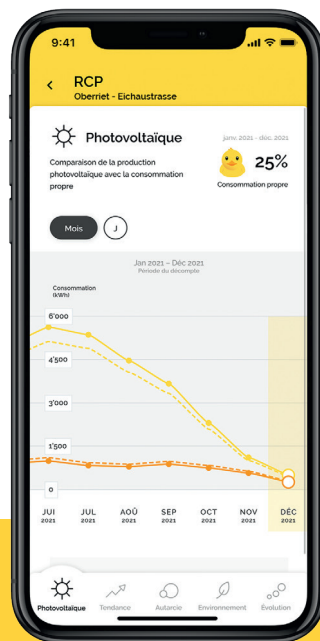 9:41
RCP
Oberriet - Eichaustrasse
Photovoltaïque
janv. 2021 - déc. 2021
Comparaison de la production
photovoltaïque avec la consommation
propre
25%
Consommation propre
Mois
J
Jan 2021 – Déc 2021
Période du décompte
Consommation
(kWh)
6'000
4'500
3'000
1'500
0
JUI JUL AOÛ SEP OCT NOV DÉC
2021 2021 2021 2021 2021 2021 2021
Photovoltaïque Tendance Autarcie Environnement Évolution